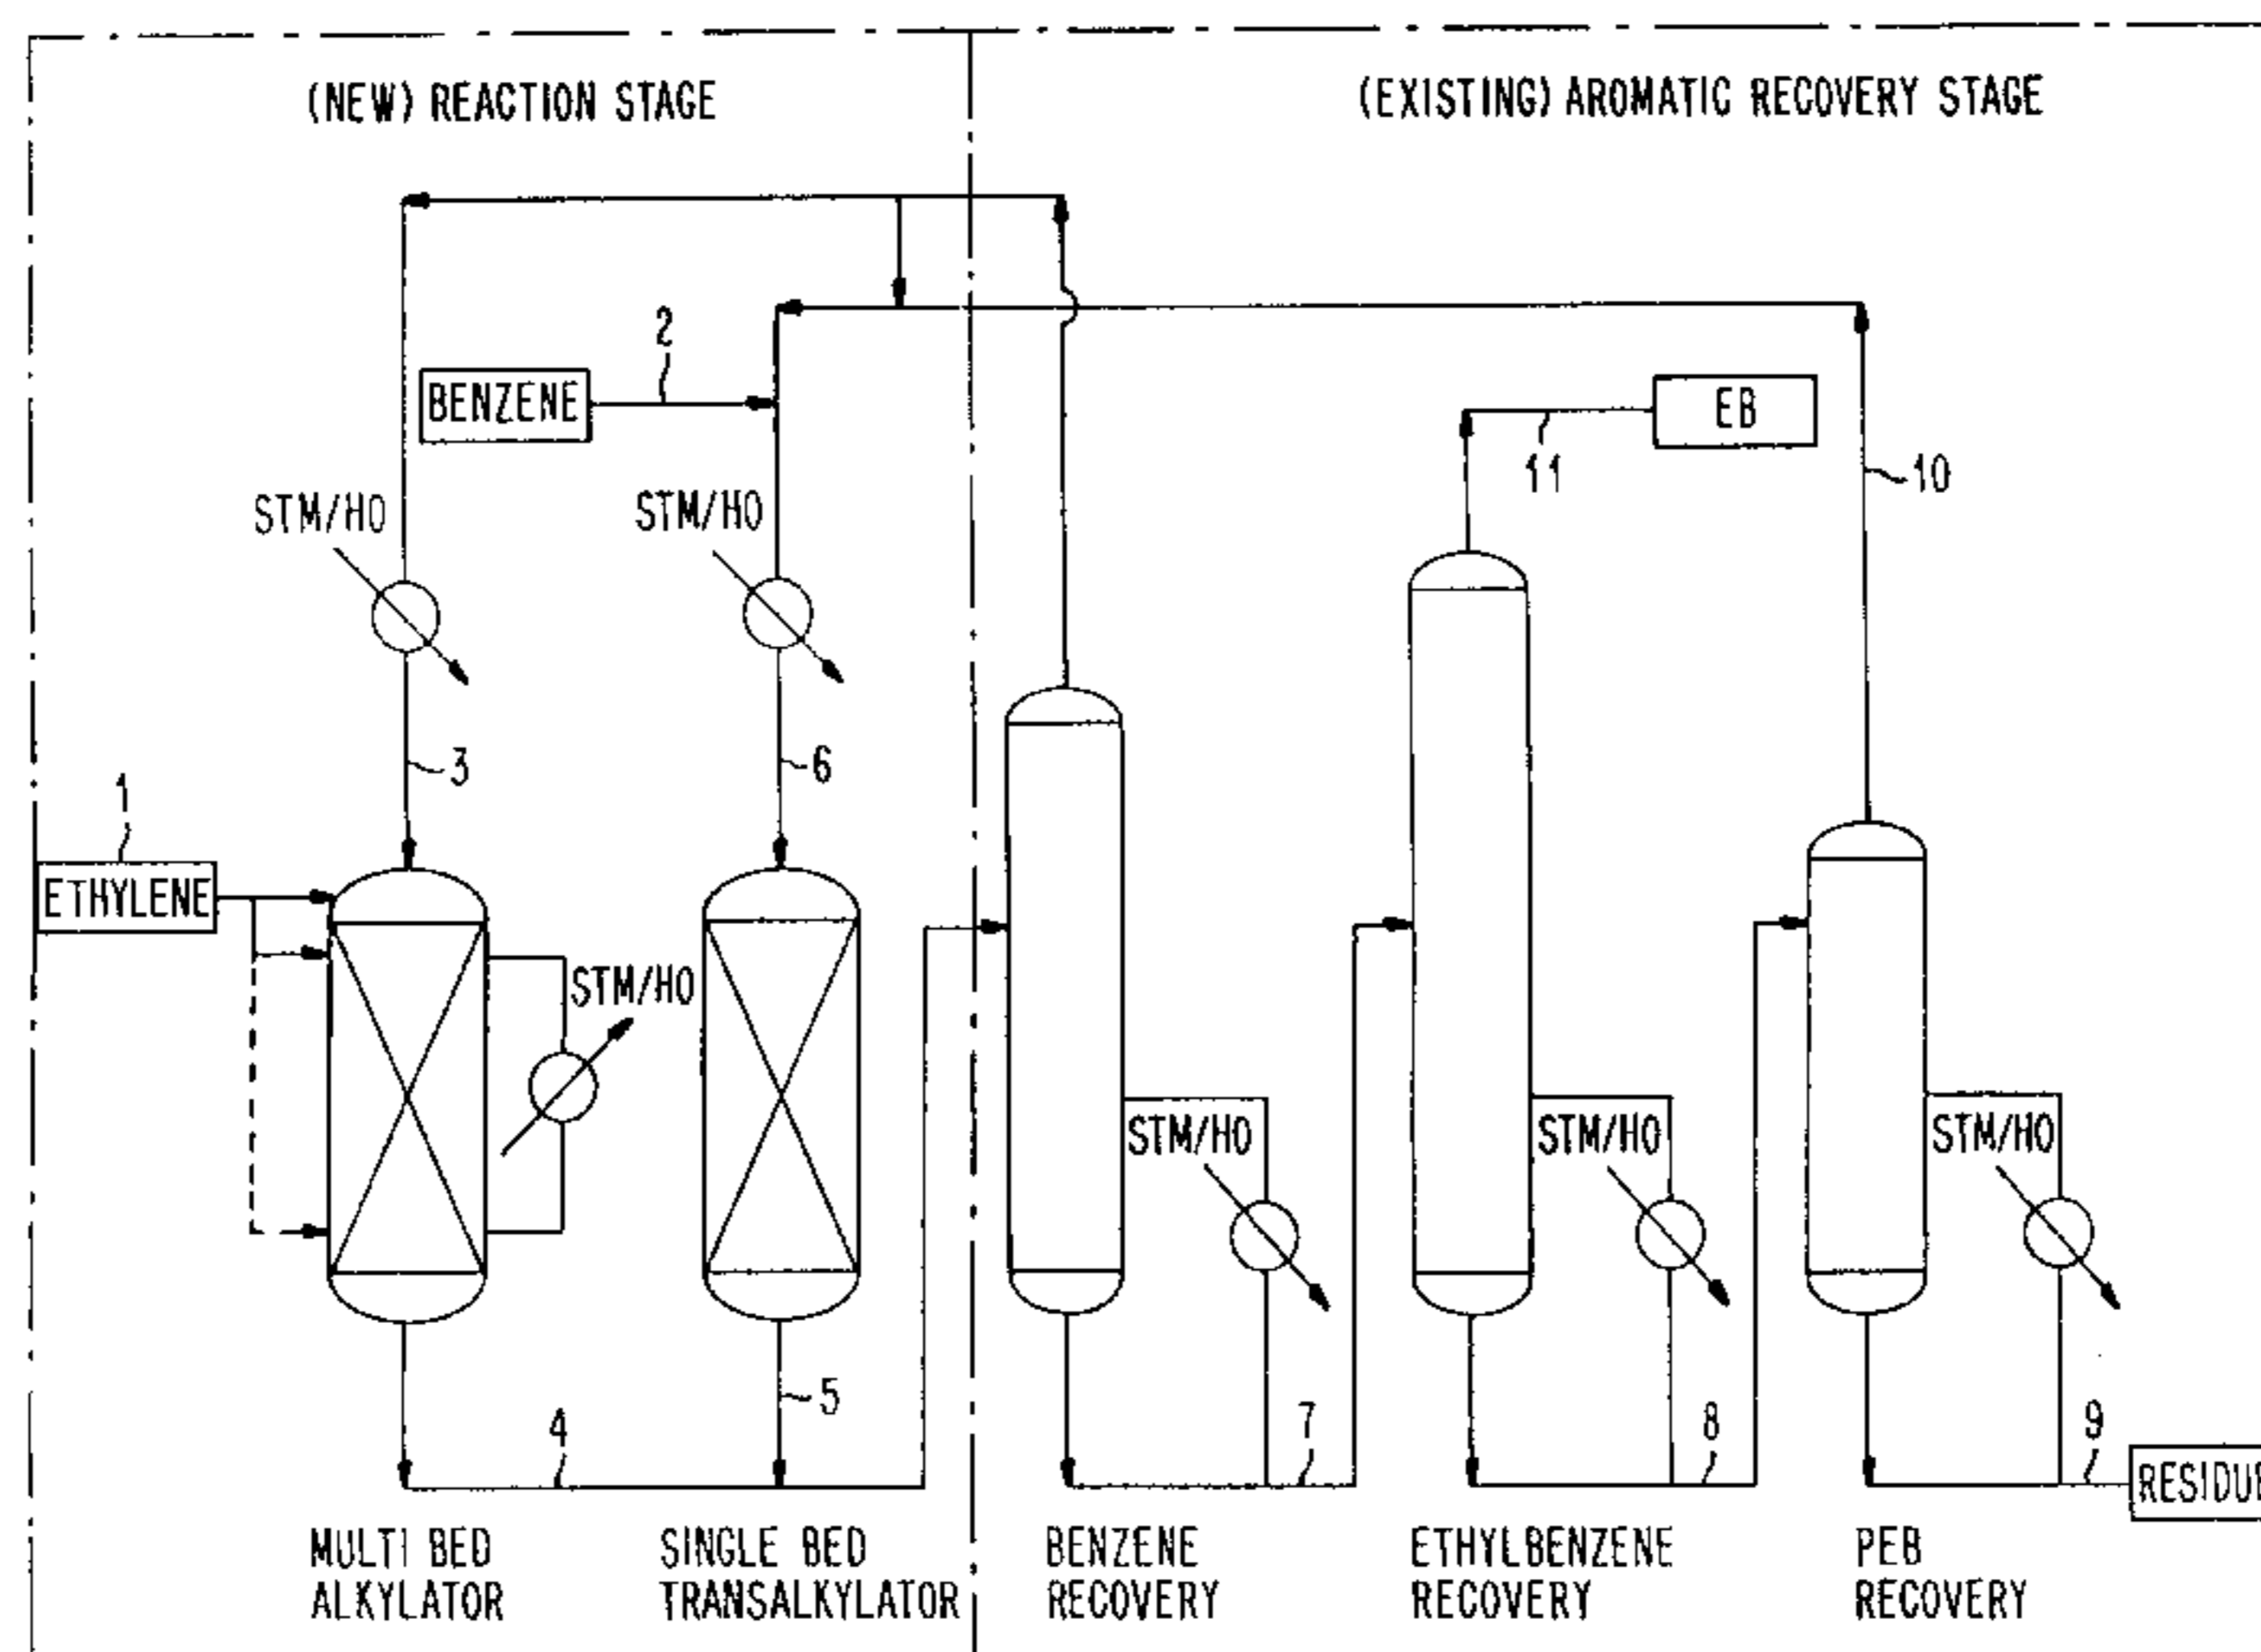 (NEW) REACTION STAGE
(EXISTING) AROMATIC RECOVERY STAGE
2
BENZENE
EB
11
10
STM/HO
STM/HO
3
6
1
ETHYLENE
STM/HO
STM/HO
STM/HO
STM/HO
5
4
7
8
9
RESIDUE
MULTI BED
ALKYLATOR
SINGLE BED
TRANSALKYLATOR
BENZENE
RECOVERY
ETHYLBENZENE
RECOVERY
PEB
RECOVERY